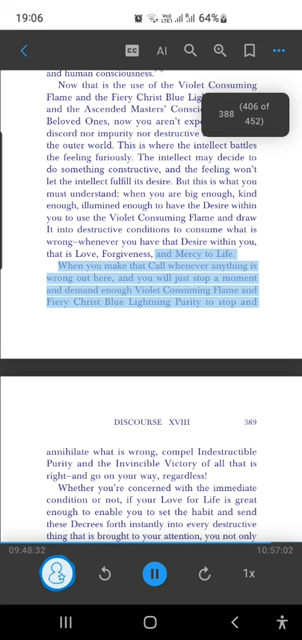 19:06
64%
CC
AI
and human consciousness.
Now that is the use of the Violet Consuming
Flame and the Fiery Christ Blue
and the Ascended Masters'
Beloved Ones, now you aren't
discord nor impurity nor destructive
the outer world. This is where the intellect battles
the feeling furiously. The intellect may decide to
do something constructive, and the feeling won't
let the intellect fulfill its desire. But this is what you
must understand: when you are big enough, kind
enough, illumined enough to have the Desire within
you to use the Violet Consuming Flame and draw
It into destructive conditions to consume what is
wrong—whenever you have that Desire within you,
that is Love, Forgiveness, and Mercy to Life.
When you make that Call whenever anything is
wrong out here, and you will just stop a moment
and demand enough Violet Consuming Flame and
Fiery Christ Blue Lightning Purity to stop and
388 (406 of
452)
DISCOURSE XVIII 389
annihilate what is wrong, compel Indestructible
Purity and the Invincible Victory of all that is
right—and go on your way, regardless!
Whether you're concerned with the immediate
condition or not, if your Love for Life is great
enough to enable you to set the habit and send
these Decrees forth instantly into every destructive
thing that is brought to your attention, you not only
09:48:32 10:57:02
1x